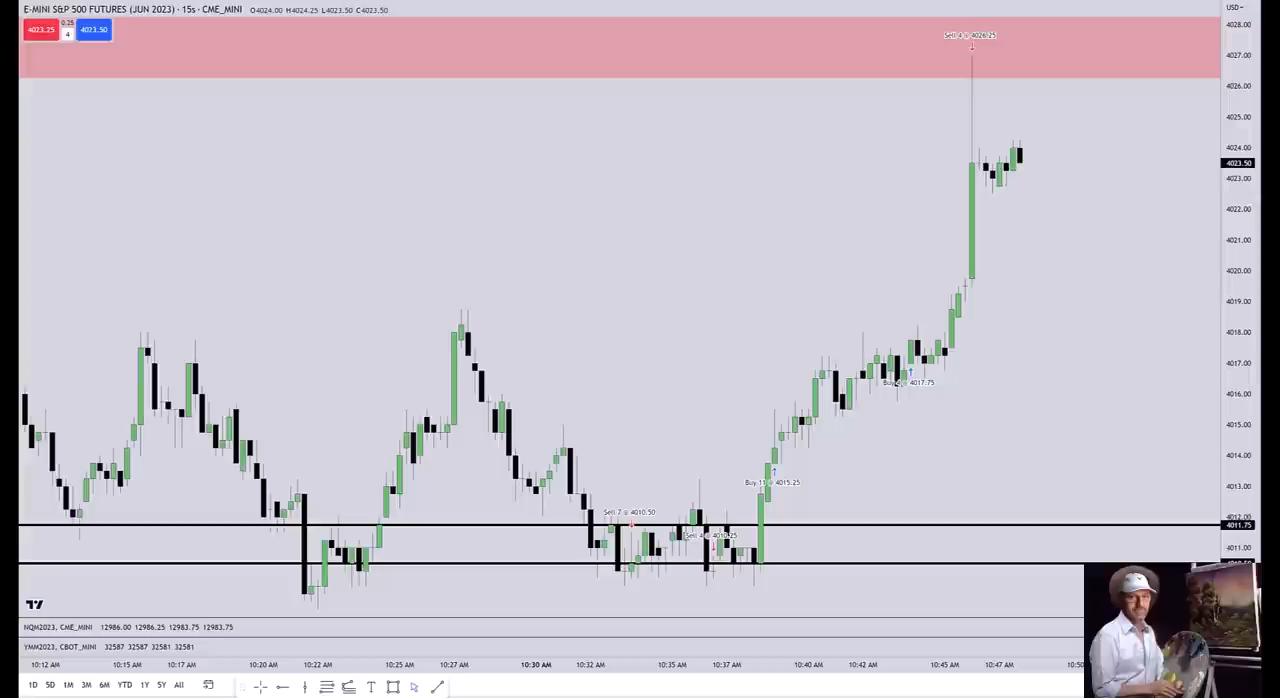 E-MINI S&P 500 FUTURES (JUN 2023) · 15s · CME_MINI O4024.00 H4024.25 L4023.50 C4023.50
USD
4023.25 0.25 4 4023.50
4028.00
4027.00
4026.00
4025.00
4024.00
4023.50
4023.00
4022.00
4021.00
4020.00
4019.00
4018.00
4017.00
4016.00
4015.00
4014.00
4013.00
4012.00
4011.75
4011.00
Sell 4 @ 4026.25
Buy @ 4017.75
Buy 11 @ 4015.25
Sell 7 @ 4010.50
Sell 4 @ 4010.25
NQM2023, CME_MINI 12986.00 12986.25 12983.75 12983.75
YMM2023, CBOT_MINI 32587 32587 32581 32581
10:12 AM 10:15 AM 10:17 AM 10:20 AM 10:22 AM 10:25 AM 10:27 AM 10:30 AM 10:32 AM 10:35 AM 10:37 AM 10:40 AM 10:42 AM 10:45 AM 10:47 AM 10:50
1D 5D 1M 3M 6M YTD 1Y 5Y All